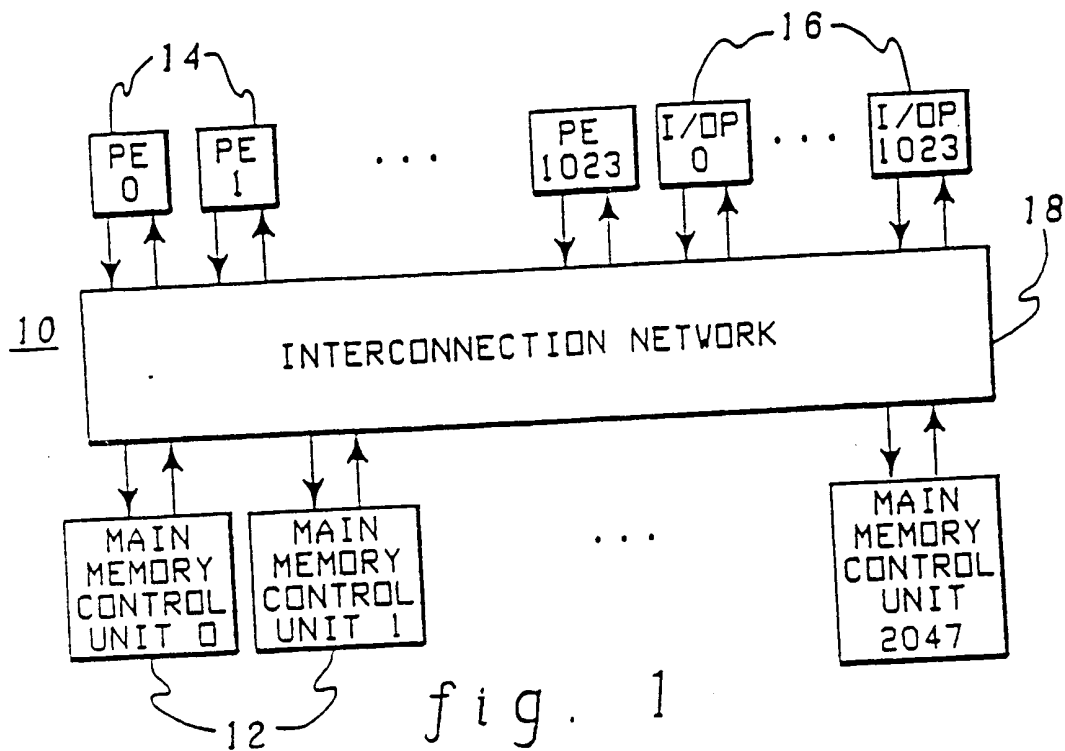 14
16
PE
0
PE
1
...
PE
1023
I/OP
0
...
I/OP
1023
18
10
INTERCONNECTION NETWORK
MAIN
MEMORY
CONTROL
UNIT 0
MAIN
MEMORY
CONTROL
UNIT 1
...
MAIN
MEMORY
CONTROL
UNIT
2047
12
fig. 1